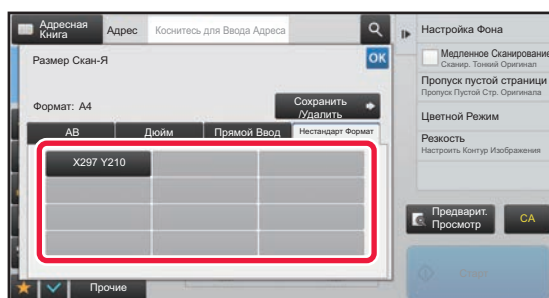 Адресная
Книга
Адрес
Коснитесь для Ввода Адреса
Настройка Фона
Размер Скан-Я
OK
Медленное Сканирование
Сканир. Тонкий Оригинал
Пропуск пустой страници
Пропуск Пустой Стр. Оригинала
Формат: A4
Сохранить
/Удалить
Цветной Режим
AB
Дюйм
Прямой Ввод
Нестандарт Формат
Резкость
Настроить Контур Изображения
X297 Y210
Предварит.
Просмотр
CA
Старт
Прочие